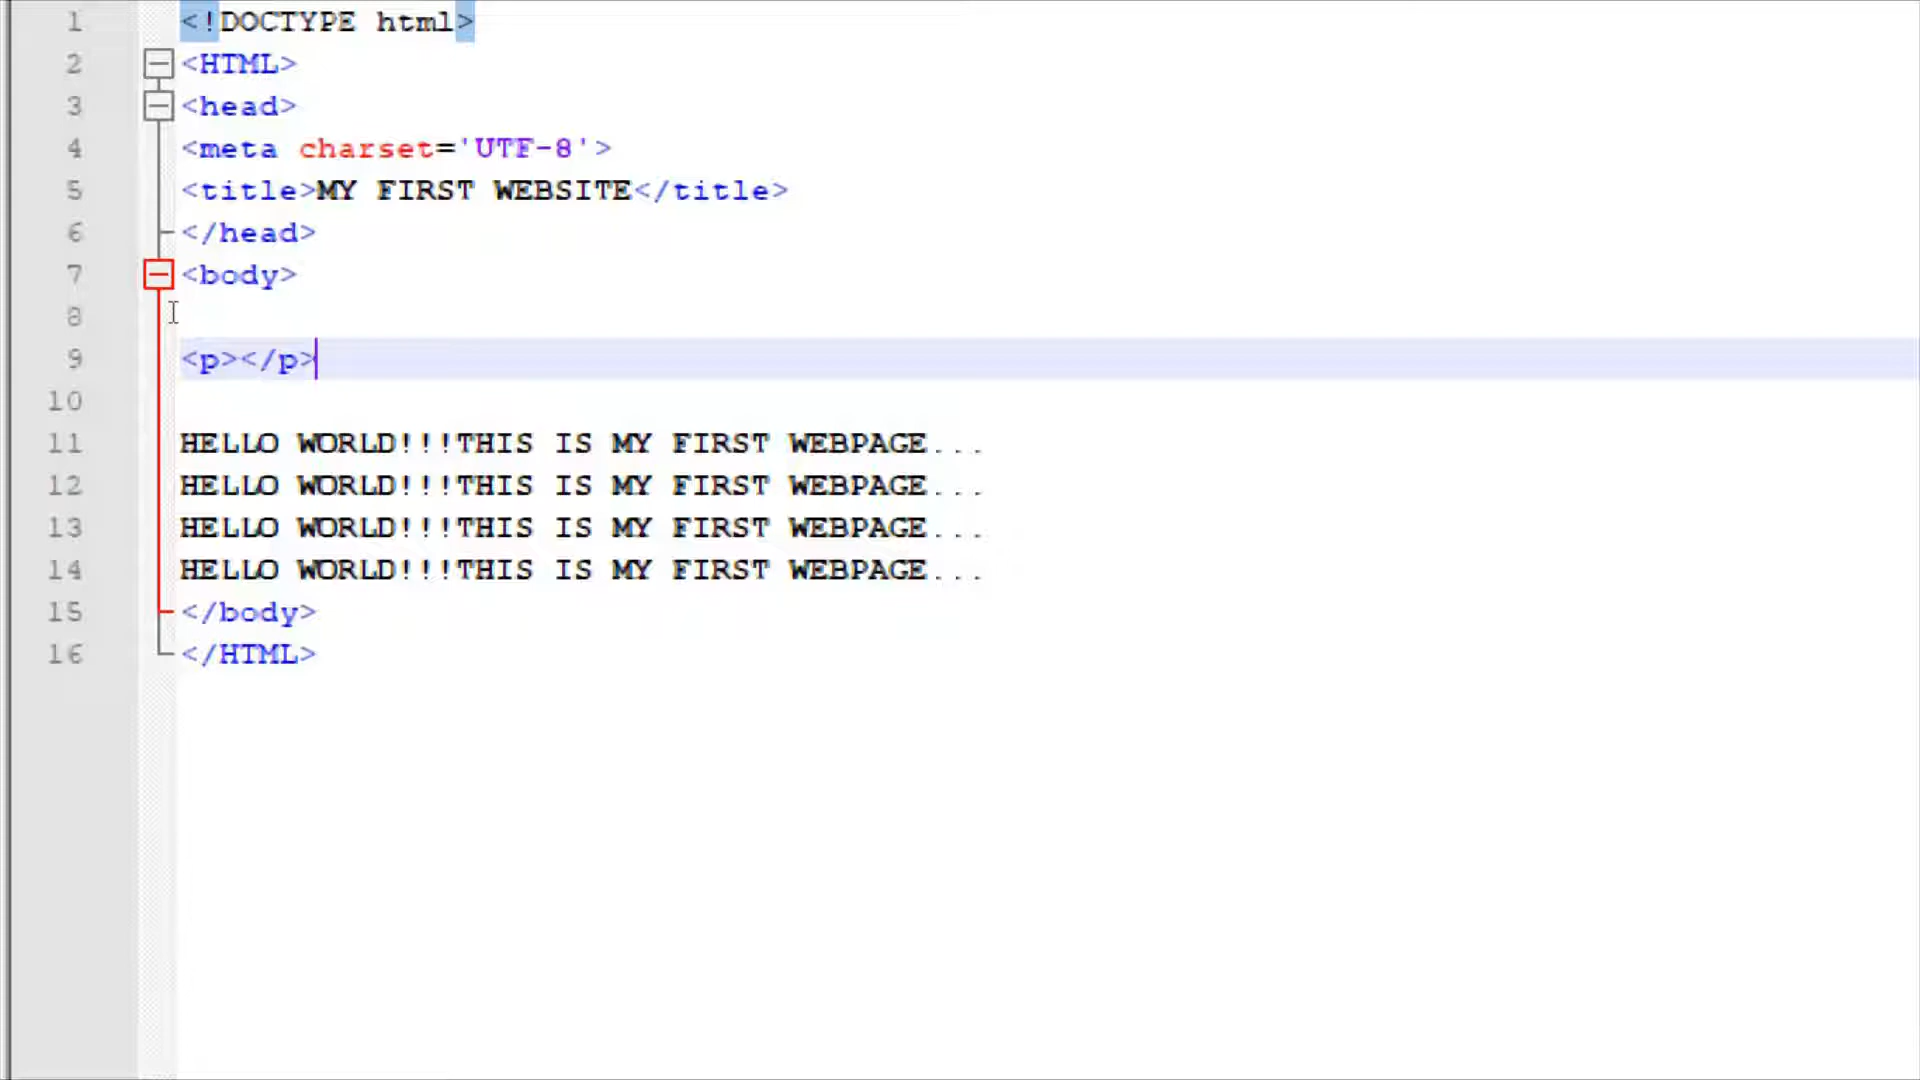 1 <!DOCTYPE html>
2 <HTML>
3 <head>
4 <meta charset='UTF-8'>
5 <title>MY FIRST WEBSITE</title>
6 </head>
7 <body>
8
9 <p></p>
10
11 HELLO WORLD!!!THIS IS MY FIRST WEBPAGE...
12 HELLO WORLD!!!THIS IS MY FIRST WEBPAGE...
13 HELLO WORLD!!!THIS IS MY FIRST WEBPAGE...
14 HELLO WORLD!!!THIS IS MY FIRST WEBPAGE...
15 </body>
16 </HTML>